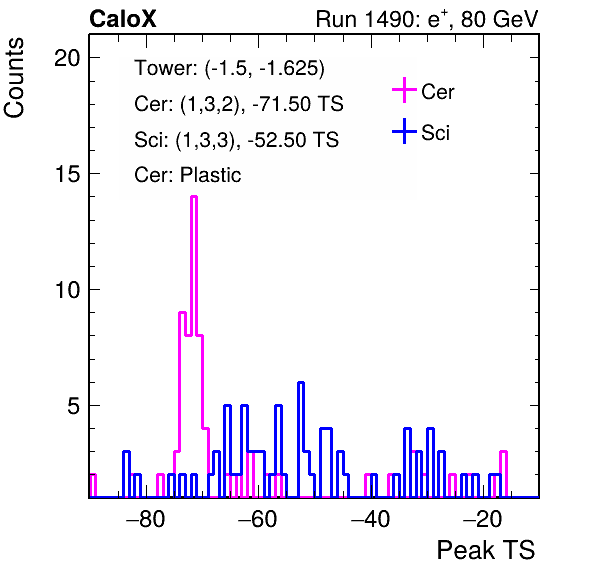 CaloX Run 1490: e⁺, 80 GeV
Counts
Tower: (-1.5, -1.625)
Cer: (1,3,2), -71.50 TS
Sci: (1,3,3), -52.50 TS
Cer: Plastic
Cer
Sci
20
15
10
5
−80 −60 −40 −20
Peak TS